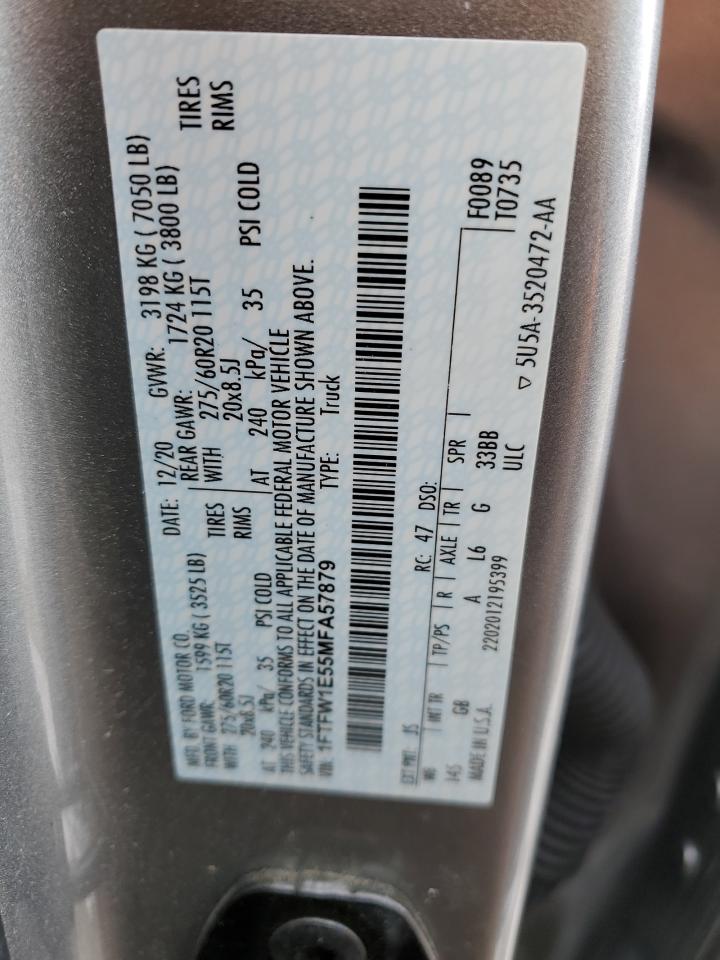 MFD. BY FORD MOTOR CO.
DATE: 12/20 GVWR: 3198 KG ( 7050 LB)
FRONT GAWR: 1599 KG ( 3525 LB) REAR GAWR: 1724 KG ( 3800 LB)
WITH 275/60R20 115T TIRES WITH 275/60R20 115T TIRES
20x8.5J RIMS 20x8.5J RIMS
AT 240 kPa/ 35 PSI COLD AT 240 kPa/ 35 PSI COLD
THIS VEHICLE CONFORMS TO ALL APPLICABLE FEDERAL MOTOR VEHICLE
SAFETY STANDARDS IN EFFECT ON THE DATE OF MANUFACTURE SHOWN ABOVE.
VIN: 1FTFW1E55MFA57879 TYPE: Truck
EXT PNT: JS RC: 47 DSO:
WB INT TR TP/PS R AXLE TR SPR F0089
145 GB A L6 G 33BB T0735
MADE IN U.S.A. 2202012195399 ULC ▽ 5U5A-3520472-AA